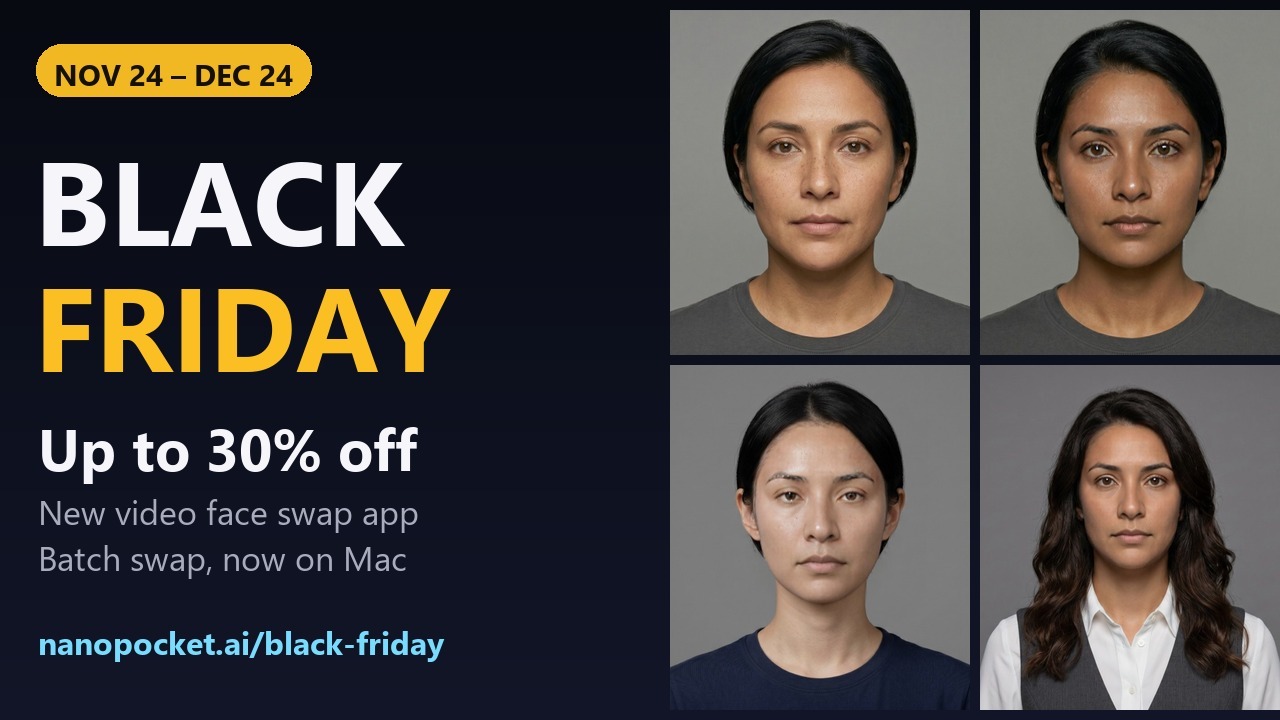 NOV 24 – DEC 24
BLACK
FRIDAY
Up to 30% off
New video face swap app
Batch swap, now on Mac
nanopocket.ai/black-friday